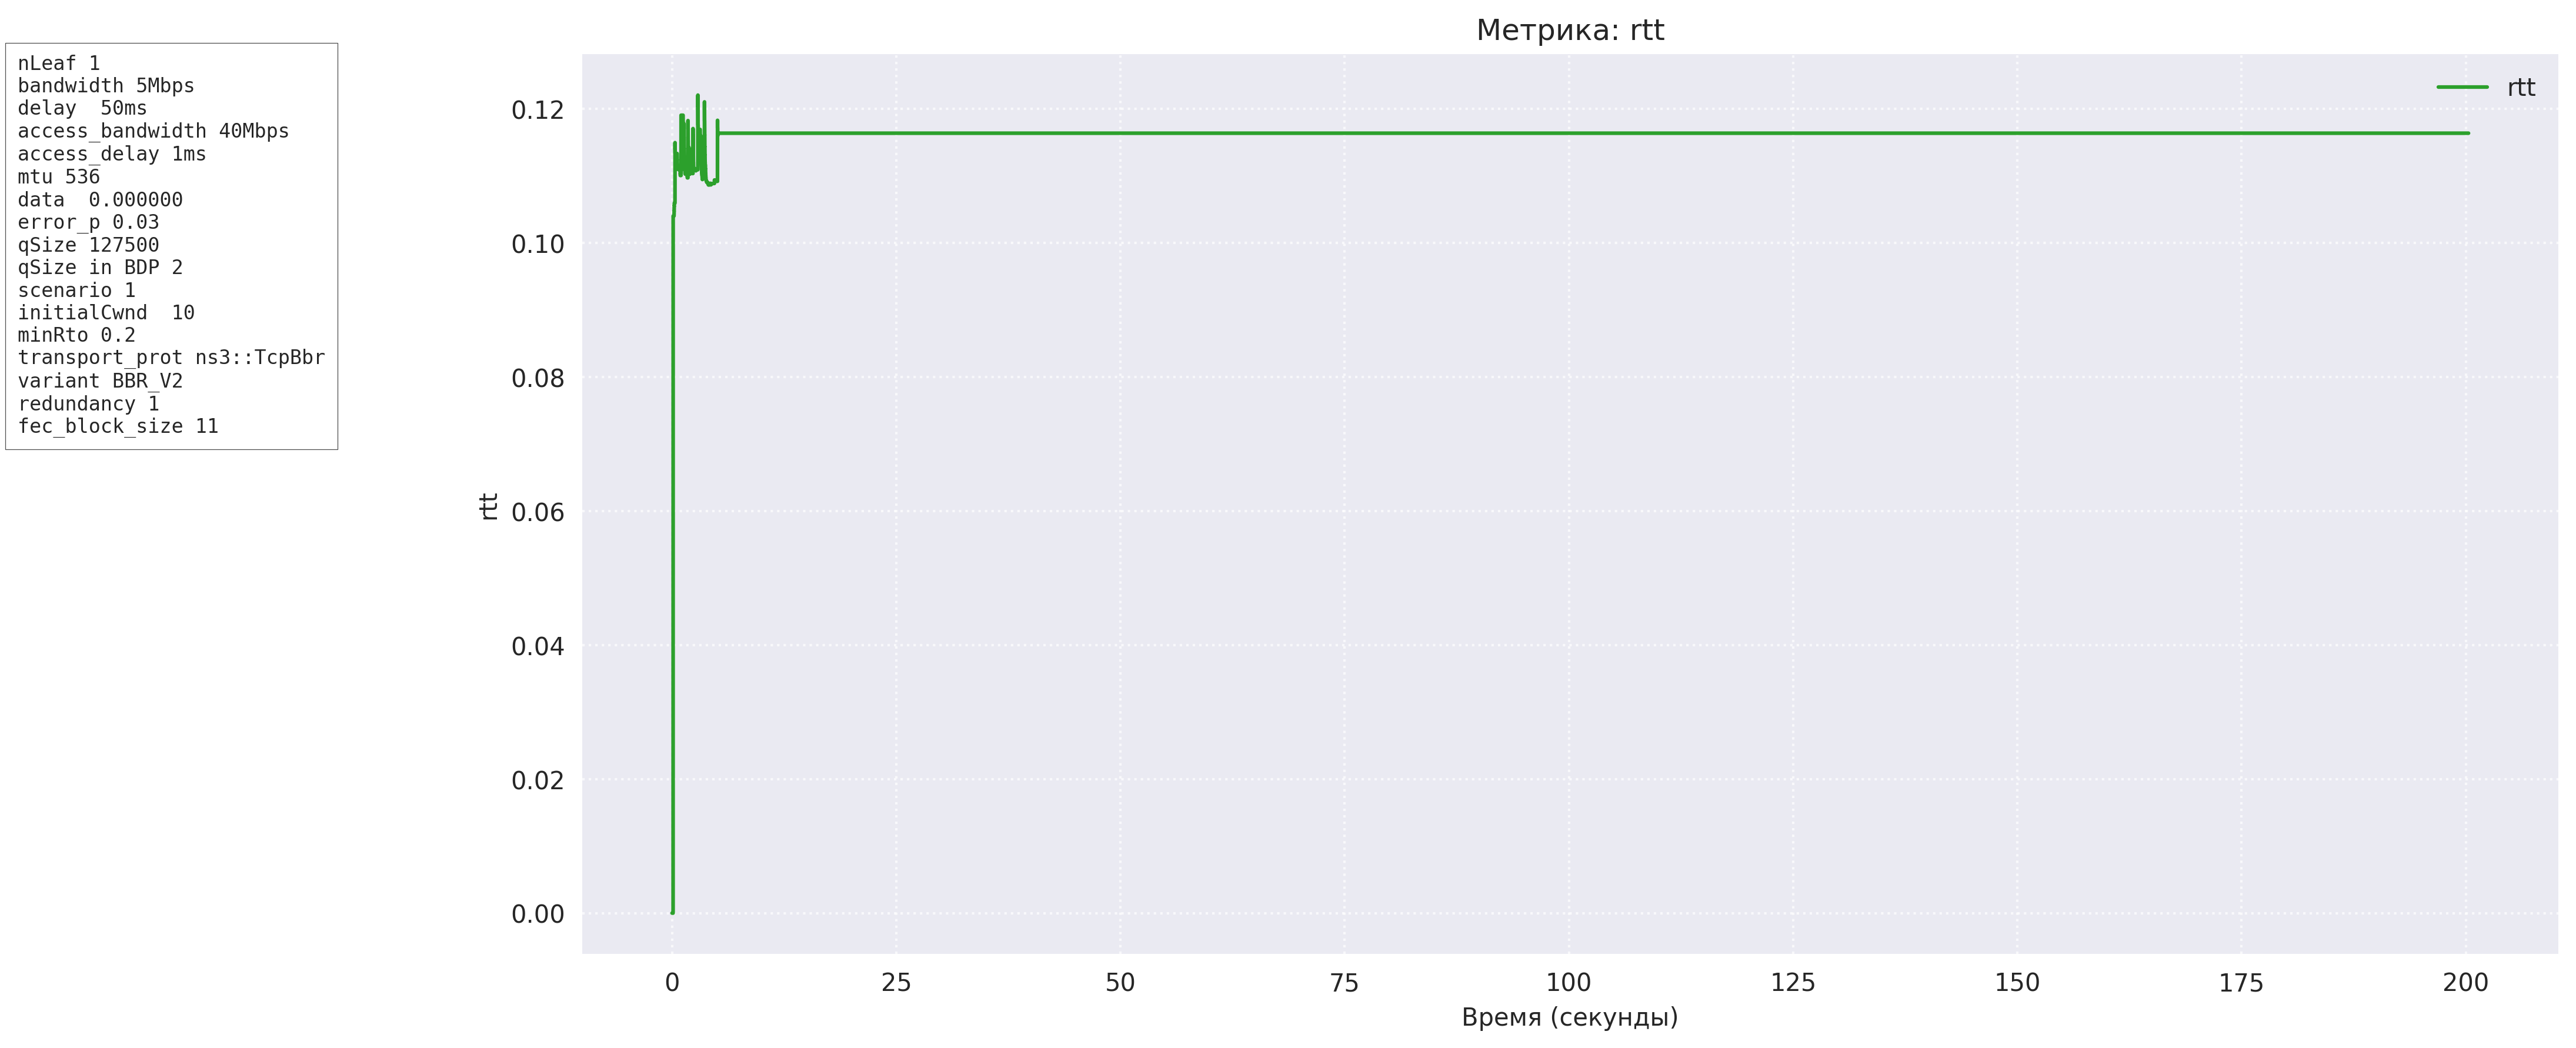 Метрика: rtt
nLeaf 1
bandwidth 5Mbps
delay  50ms
access_bandwidth 40Mbps
access_delay 1ms
mtu 536
data  0.000000
error_p 0.03
qSize 127500
qSize in BDP 2
scenario 1
initialCwnd  10
minRto 0.2
transport_prot ns3::TcpBbr
variant BBR_V2
redundancy 1
fec_block_size 11
rtt
rtt
0.12
0.10
0.08
0.06
0.04
0.02
0.00
0 25 50 75 100 125 150 175 200
Время (секунды)